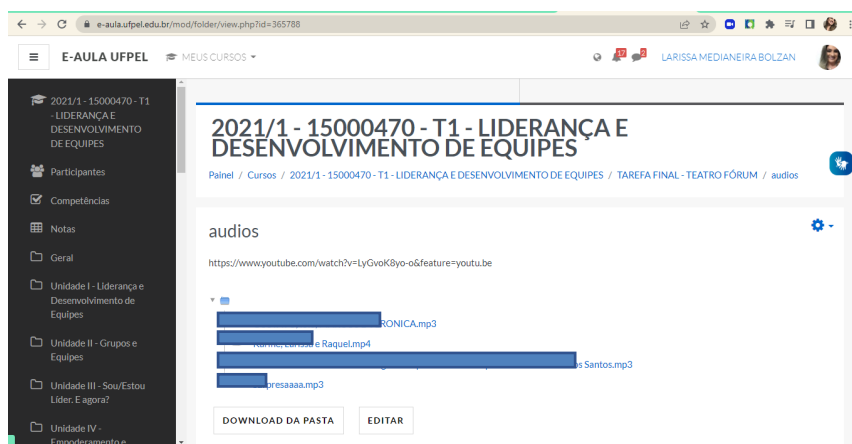 e-aula.ufpel.edu.br/mod/folder/view.php?id=365788
E-AULA UFPEL MEUS CURSOS 17 2 LARISSA MEDIANEIRA BOLZAN
2021/1 - 15000470 - T1
- LIDERANÇA E
DESENVOLVIMENTO
DE EQUIPES
Participantes
Competências
Notas
Geral
Unidade I - Liderança e
Desenvolvimento de
Equipes
Unidade II - Grupos e
Equipes
Unidade III - Sou/Estou
Líder. E agora?
Unidade IV -
Empoderamento e
2021/1 - 15000470 - T1 - LIDERANÇA E
DESENVOLVIMENTO DE EQUIPES
Painel / Cursos / 2021/1 - 15000470 - T1 - LIDERANÇA E DESENVOLVIMENTO DE EQUIPES / TAREFA FINAL - TEATRO FÓRUM / audios
audios
https://www.youtube.com/watch?v=LyGvoK8yo-o&feature=youtu.be
RONICA.mp3
e Raquel.mp4
os Santos.mp3
presaaaa.mp3
DOWNLOAD DA PASTA EDITAR